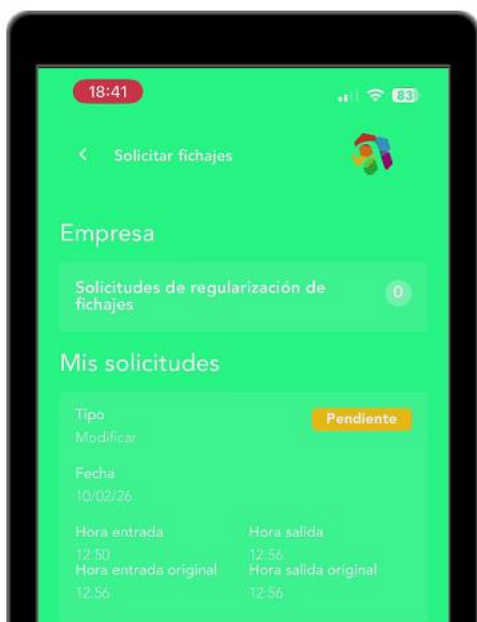 18:41
83
Solicitar fichajes
Empresa
Solicitudes de regularización de
fichajes
0
Mis solicitudes
Tipo
Pendiente
Modificar
Fecha
10/02/26
Hora entrada
Hora salida
12:50
12:56
Hora entrada original
Hora salida original
12:56
12:56